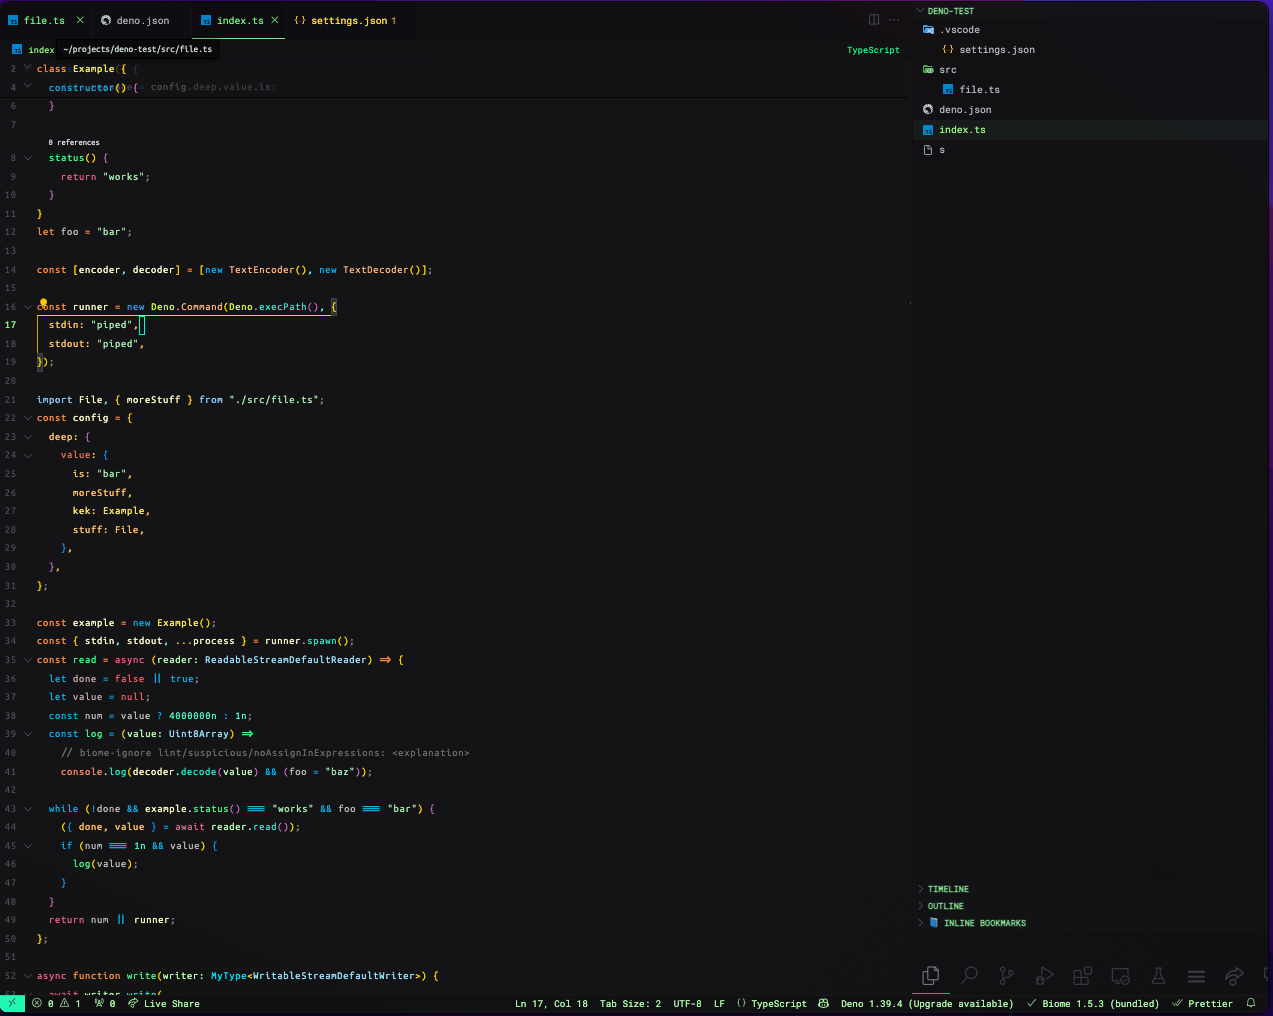 file.ts
deno.json
index.ts
{} settings.json 1
index
~/projects/deno-test/src/file.ts
TypeScript
2 class Example {
4 constructor() { = config.deep.value.is;
6 }
7
0 references
8 status() {
9 return "works";
10 }
11 }
12 let foo = "bar";
13
14 const [encoder, decoder] = [new TextEncoder(), new TextDecoder()];
15
16 const runner = new Deno.Command(Deno.execPath(), {
17 stdin: "piped",
18 stdout: "piped",
19 });
20
21 import File, { moreStuff } from "./src/file.ts";
22 const config = {
23 deep: {
24 value: {
25 is: "bar",
26 moreStuff,
27 kek: Example,
28 stuff: File,
29 },
30 },
31 };
32
33 const example = new Example();
34 const { stdin, stdout, ...process } = runner.spawn();
35 const read = async (reader: ReadableStreamDefaultReader) => {
36 let done = false || true;
37 let value = null;
38 const num = value ? 4000000n : 1n;
39 const log = (value: Uint8Array) =>
40 // biome-ignore lint/suspicious/noAssignInExpressions: <explanation>
41 console.log(decoder.decode(value) && (foo = "baz"));
42
43 while (!done && example.status() === "works" && foo === "bar") {
44 ({ done, value } = await reader.read());
45 if (num === 1n && value) {
46 log(value);
47 }
48 }
49 return num || runner;
50 };
51
52 async function write(writer: MyType<WritableStreamDefaultWriter>) {
await writer.write(
DENO-TEST
.vscode
{} settings.json
src
file.ts
deno.json
index.ts
s
TIMELINE
OUTLINE
INLINE BOOKMARKS
0 1 0 Live Share
Ln 17, Col 18 Tab Size: 2 UTF-8 LF {} TypeScript Deno 1.39.4 (Upgrade available) Biome 1.5.3 (bundled) Prettier